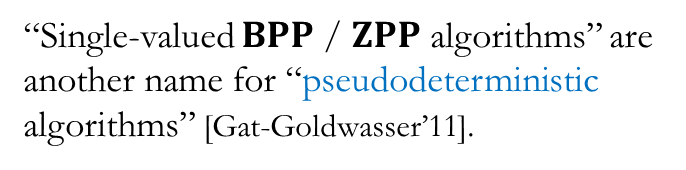 “Single-valued BPP / ZPP algorithms” are
another name for “pseudodeterministic
algorithms” [Gat-Goldwasser’11].